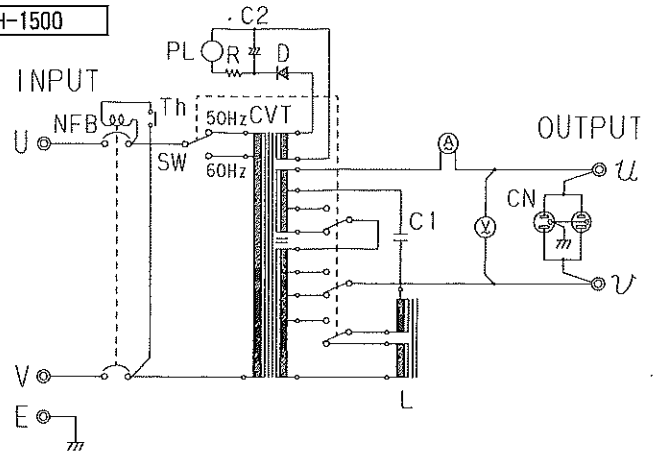 H-1500
C2
PL
R
D
INPUT
NFB
Th
50Hz
CVT
U
SW
60Hz
A
OUTPUT
u
CN
V
C1
v
V
E
L